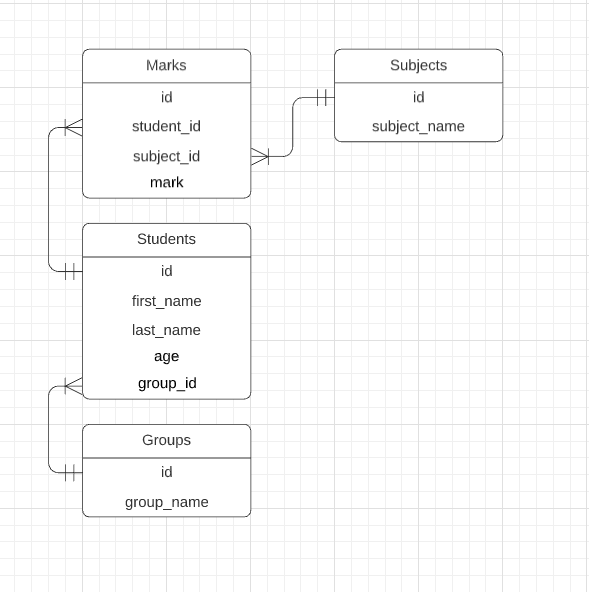 Marks
id
student_id
subject_id
mark
Subjects
id
subject_name
Students
id
first_name
last_name
age
group_id
Groups
id
group_name